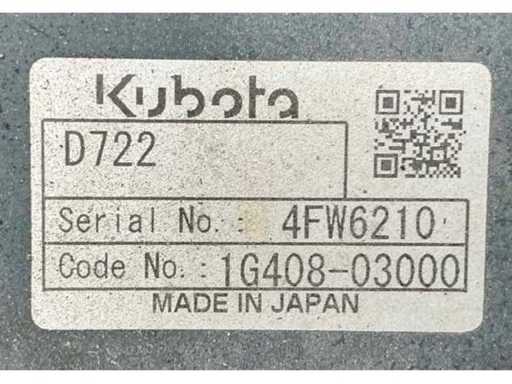 Kubota
D722
Serial No.: 4FW6210
Code No.: 1G408-03000
MADE IN JAPAN